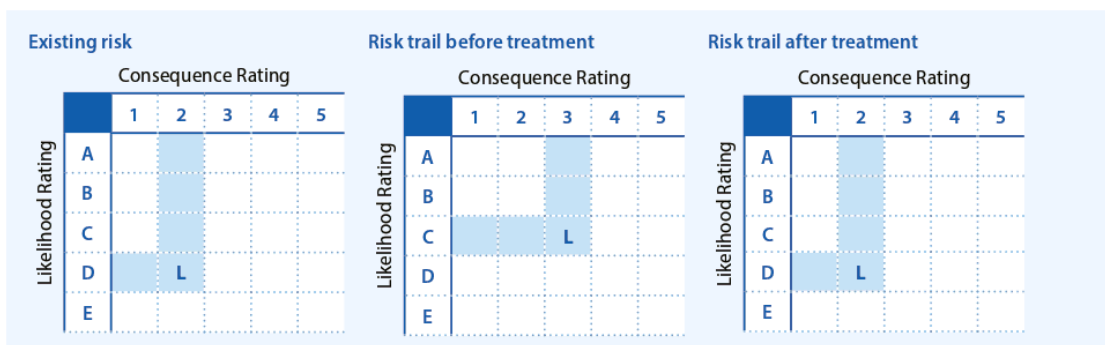 Existing risk
Consequence Rating
Likelihood Rating
1 2 3 4 5
A
B
C
D L
E
Risk trail before treatment
Consequence Rating
Likelihood Rating
1 2 3 4 5
A
B
C L
D
E
Risk trail after treatment
Consequence Rating
Likelihood Rating
1 2 3 4 5
A
B
C
D L
E